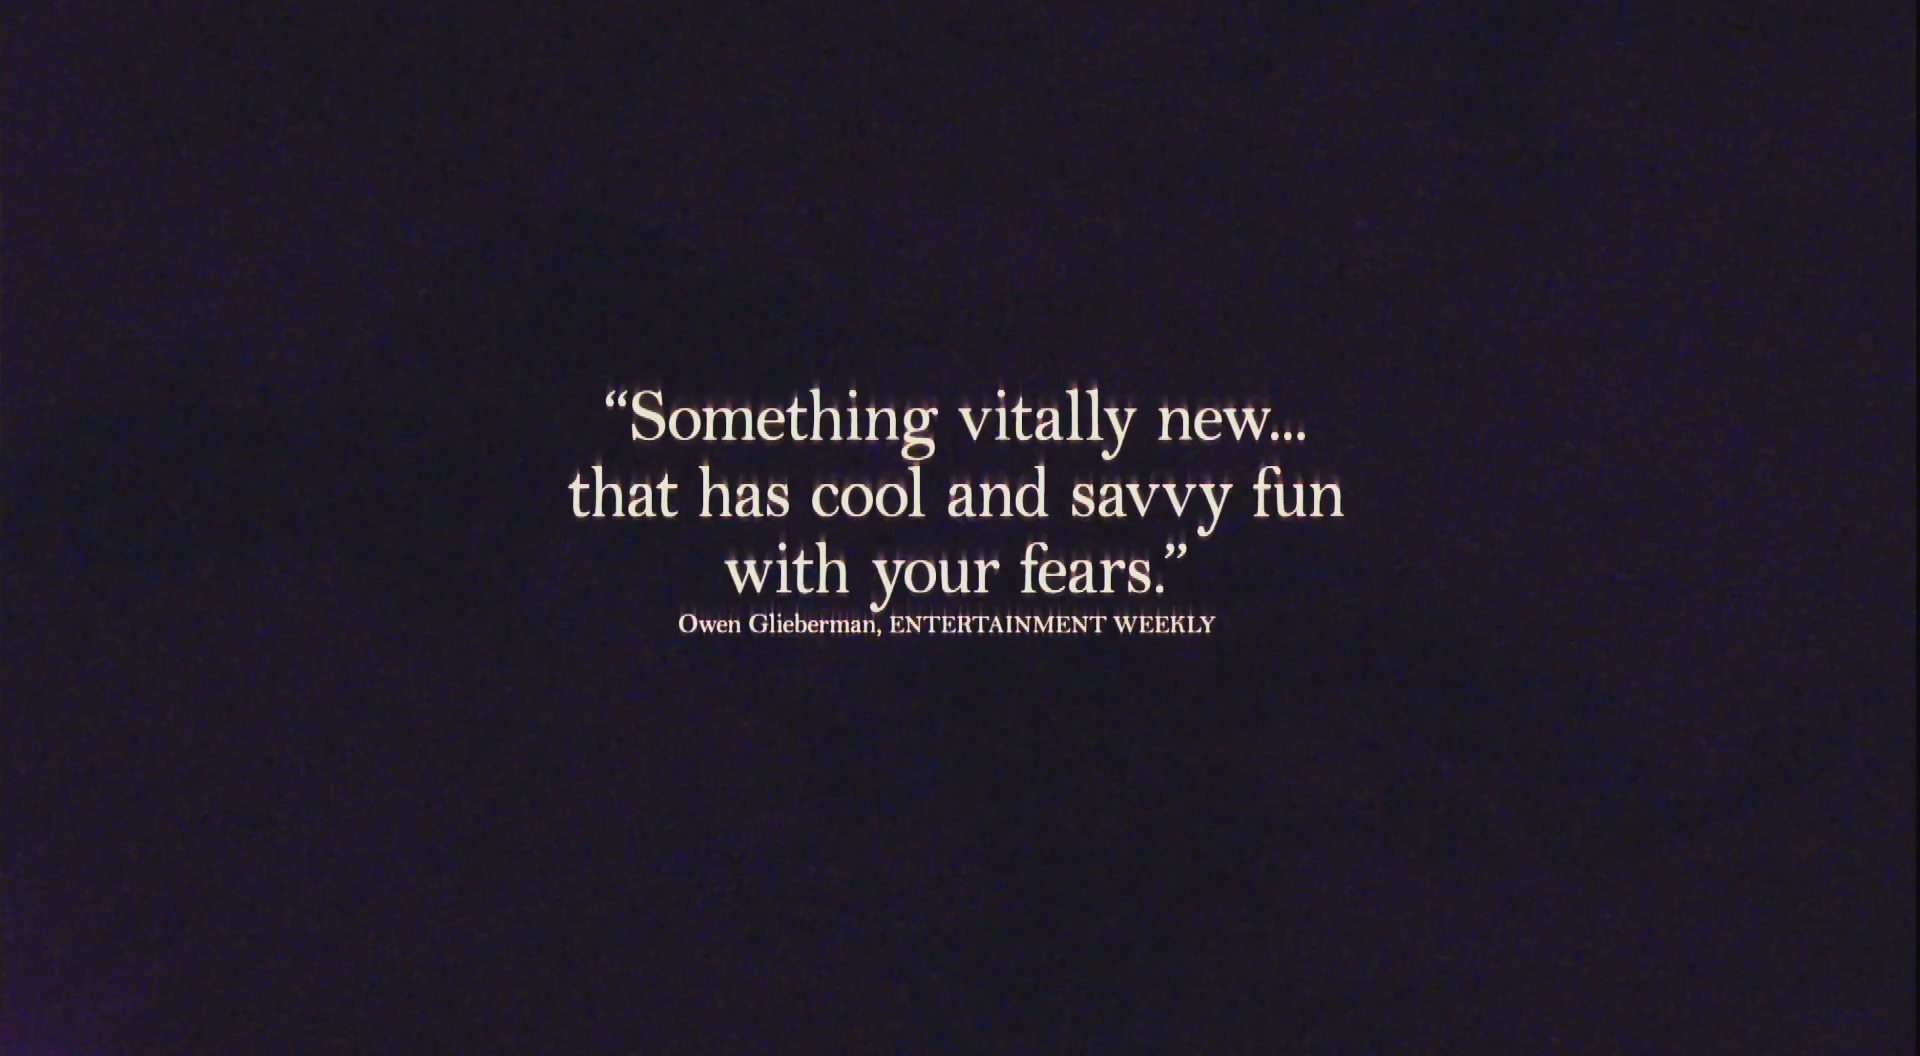 “Something vitally new...
that has cool and savvy fun
with your fears.”
Owen Glieberman, ENTERTAINMENT WEEKLY